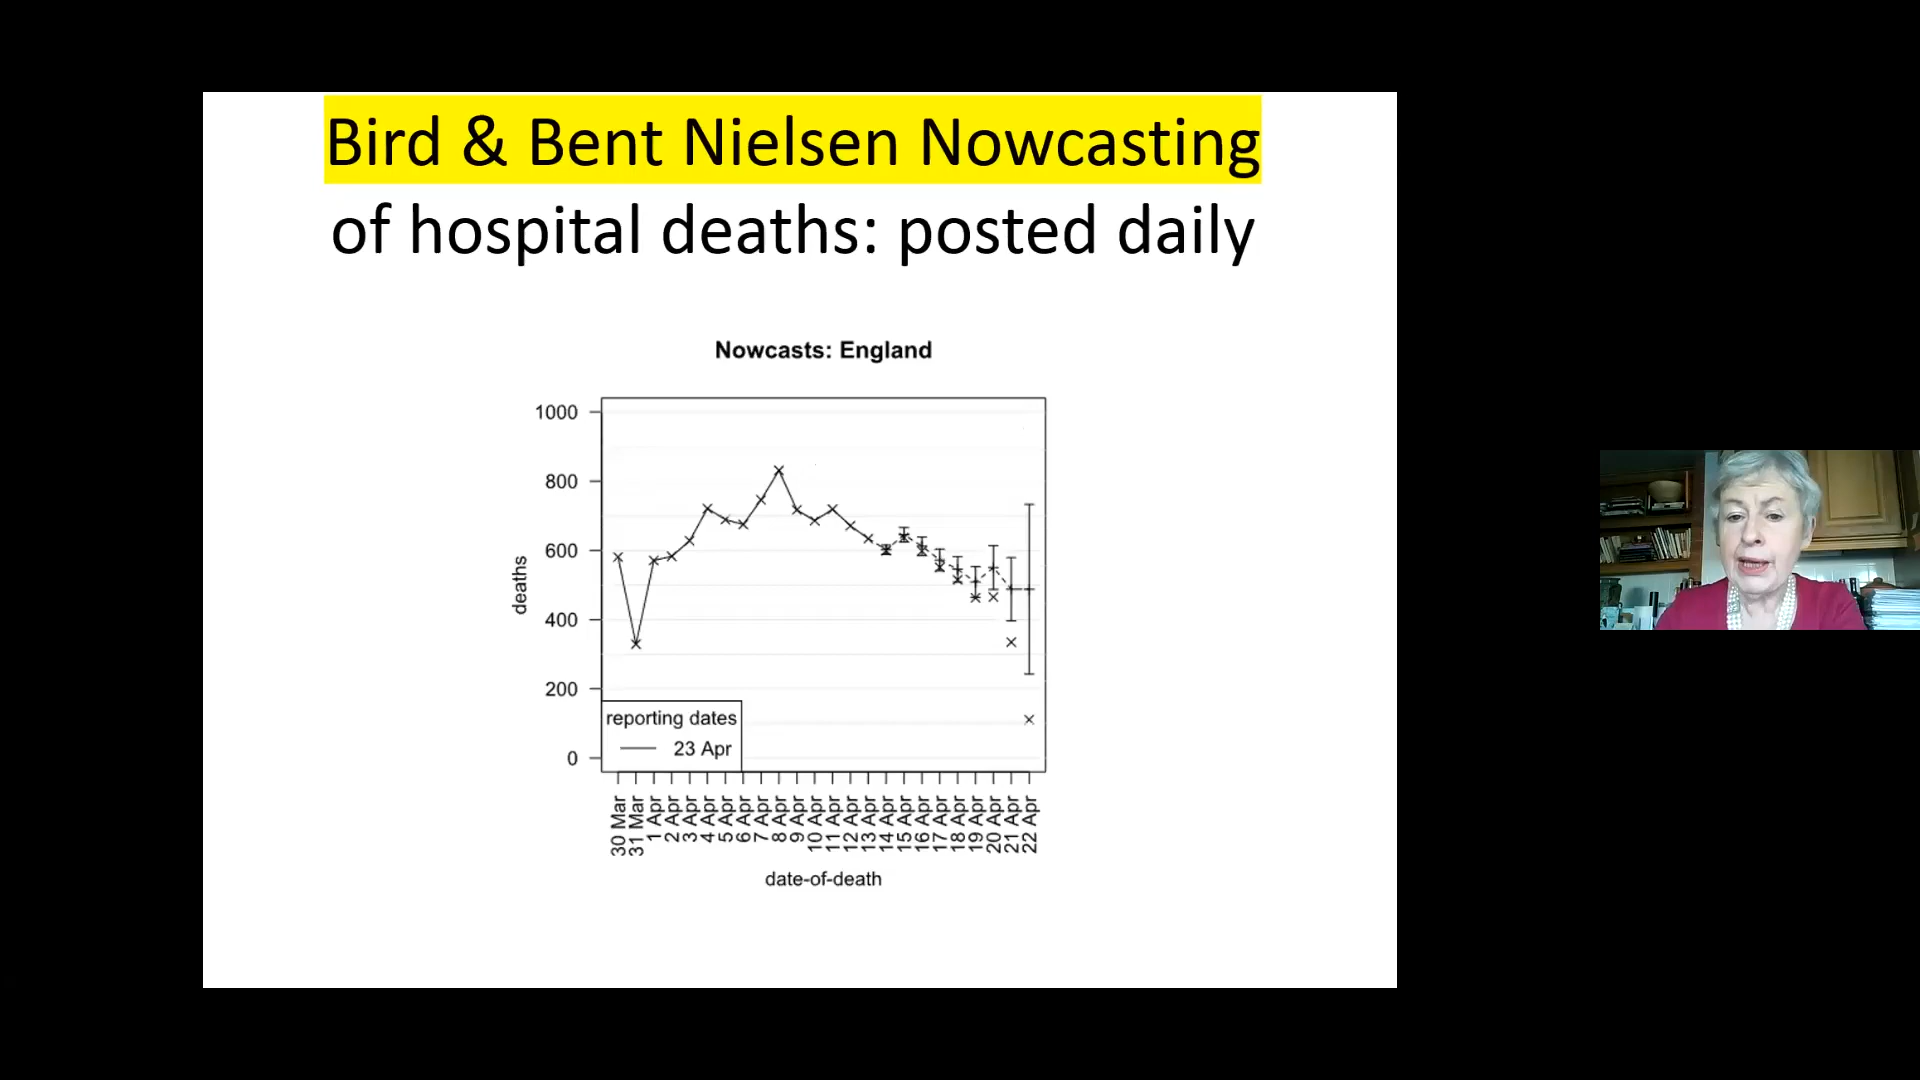 Bird & Bent Nielsen Nowcasting
of hospital deaths: posted daily
Nowcasts: England
deaths
1000
800
600
400
200
0
reporting dates
23 Apr
30 Mar
31 Mar
1 Apr
2 Apr
3 Apr
4 Apr
5 Apr
6 Apr
7 Apr
8 Apr
9 Apr
10 Apr
11 Apr
12 Apr
13 Apr
14 Apr
15 Apr
16 Apr
17 Apr
18 Apr
19 Apr
20 Apr
21 Apr
22 Apr
date-of-death